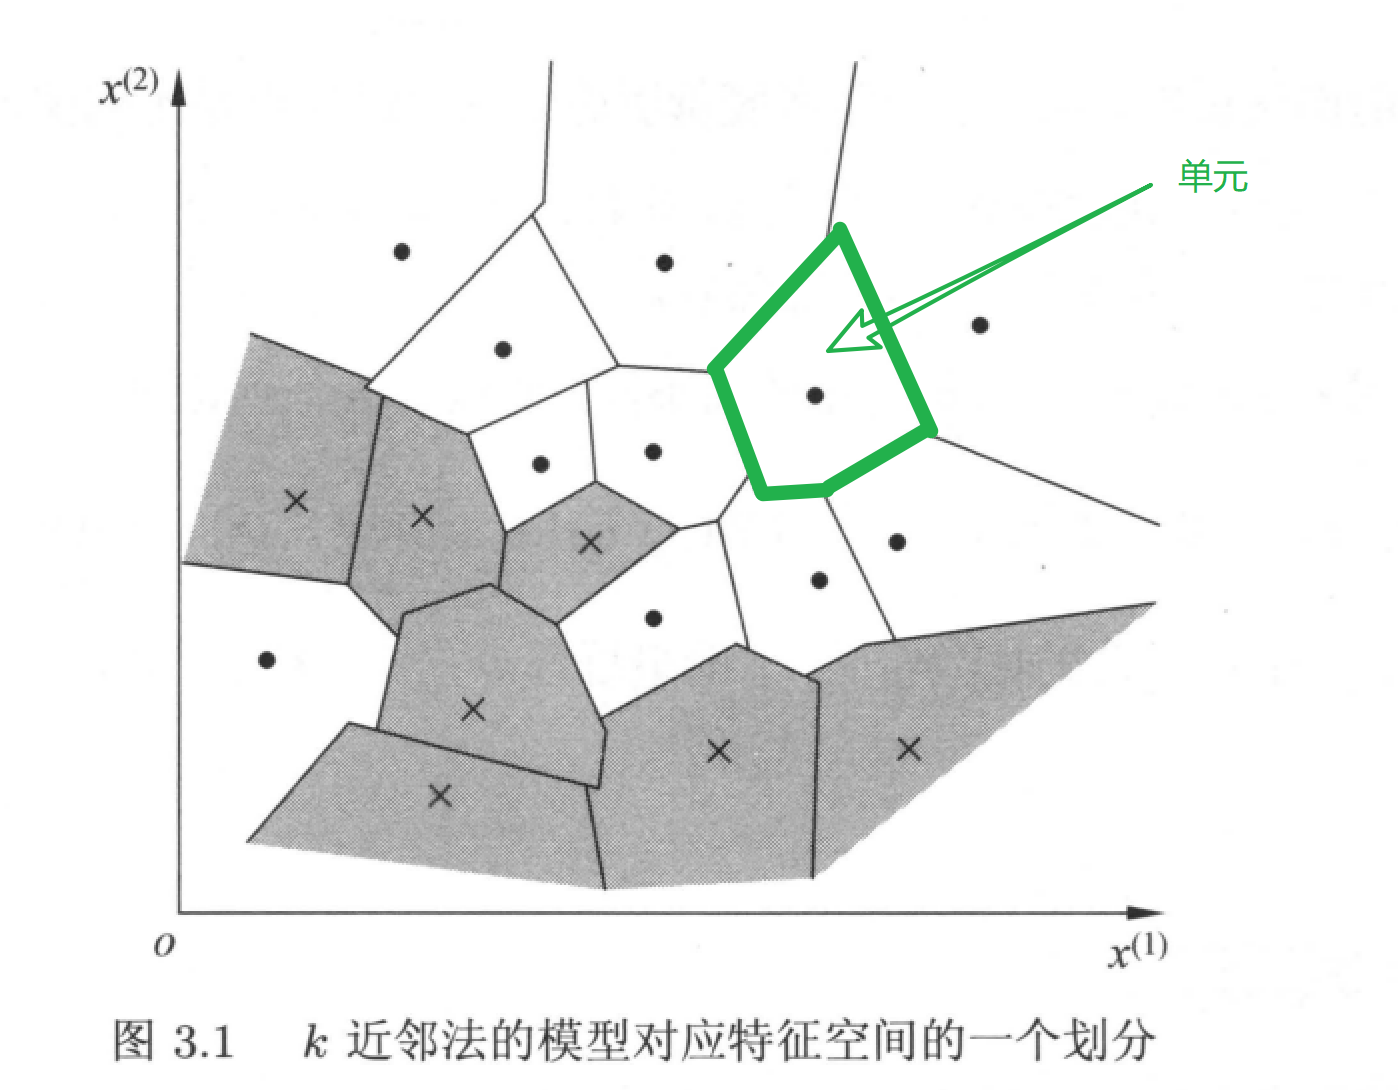 x(2)
单元
o
x(1)
图 3.1 k 近邻法的模型对应特征空间的一个划分